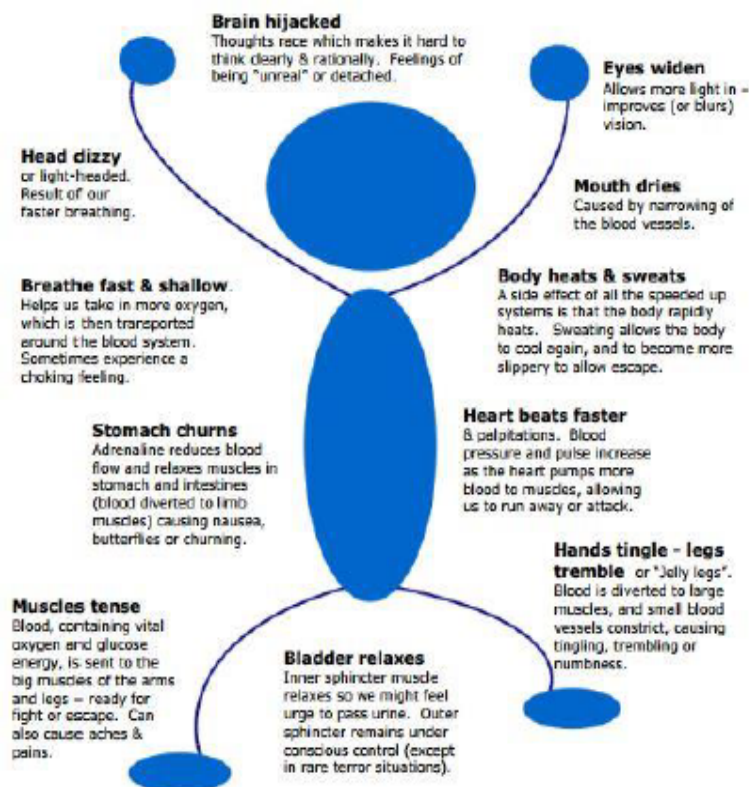 Brain hijacked
Thoughts race which makes it hard to
think clearly & rationally. Feelings of
being "unreal" or detached.
Eyes widen
Allows more light in –
improves (or blurs)
vision.
Head dizzy
or light-headed.
Result of our
faster breathing.
Mouth dries
Caused by narrowing of
the blood vessels.
Breathe fast & shallow.
Helps us take in more oxygen,
which is then transported
around the blood system.
Sometimes experience a
choking feeling.
Body heats & sweats
A side effect of all the speeded up
systems is that the body rapidly
heats. Sweating allows the body
to cool again, and to become more
slippery to allow escape.
Stomach churns
Adrenaline reduces blood
flow and relaxes muscles in
stomach and intestines
(blood diverted to limb
muscles) causing nausea,
butterflies or churning.
Heart beats faster
& palpitations. Blood
pressure and pulse increase
as the heart pumps more
blood to muscles, allowing
us to run away or attack.
Hands tingle - legs
tremble or "Jelly legs".
Blood is diverted to large
muscles, and small blood
vessels constrict, causing
tingling, trembling or
numbness.
Muscles tense
Blood, containing vital
oxygen and glucose
energy, is sent to the
big muscles of the arms
and legs – ready for
fight or escape. Can
also cause aches &
pains.
Bladder relaxes
Inner sphincter muscle
relaxes so we might feel
urge to pass urine. Outer
sphincter remains under
conscious control (except
in rare terror situations).